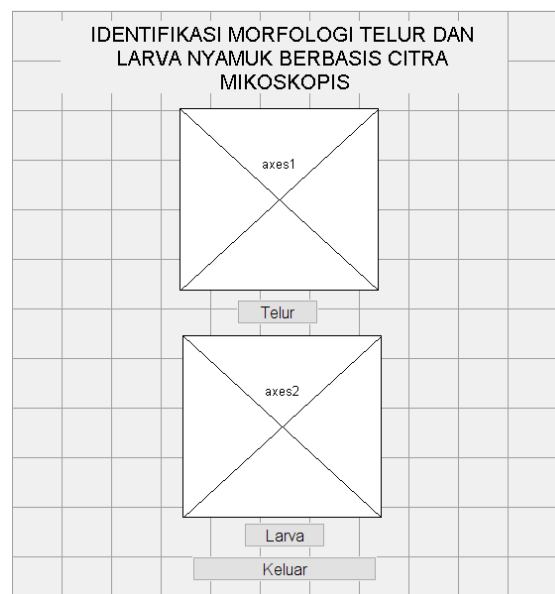 IDENTIFIKASI MORFOLOGI TELUR DAN
LARVA NYAMUK BERBASIS CITRA
MIKOSKOPIS
axes1
Telur
axes2
Larva
Keluar